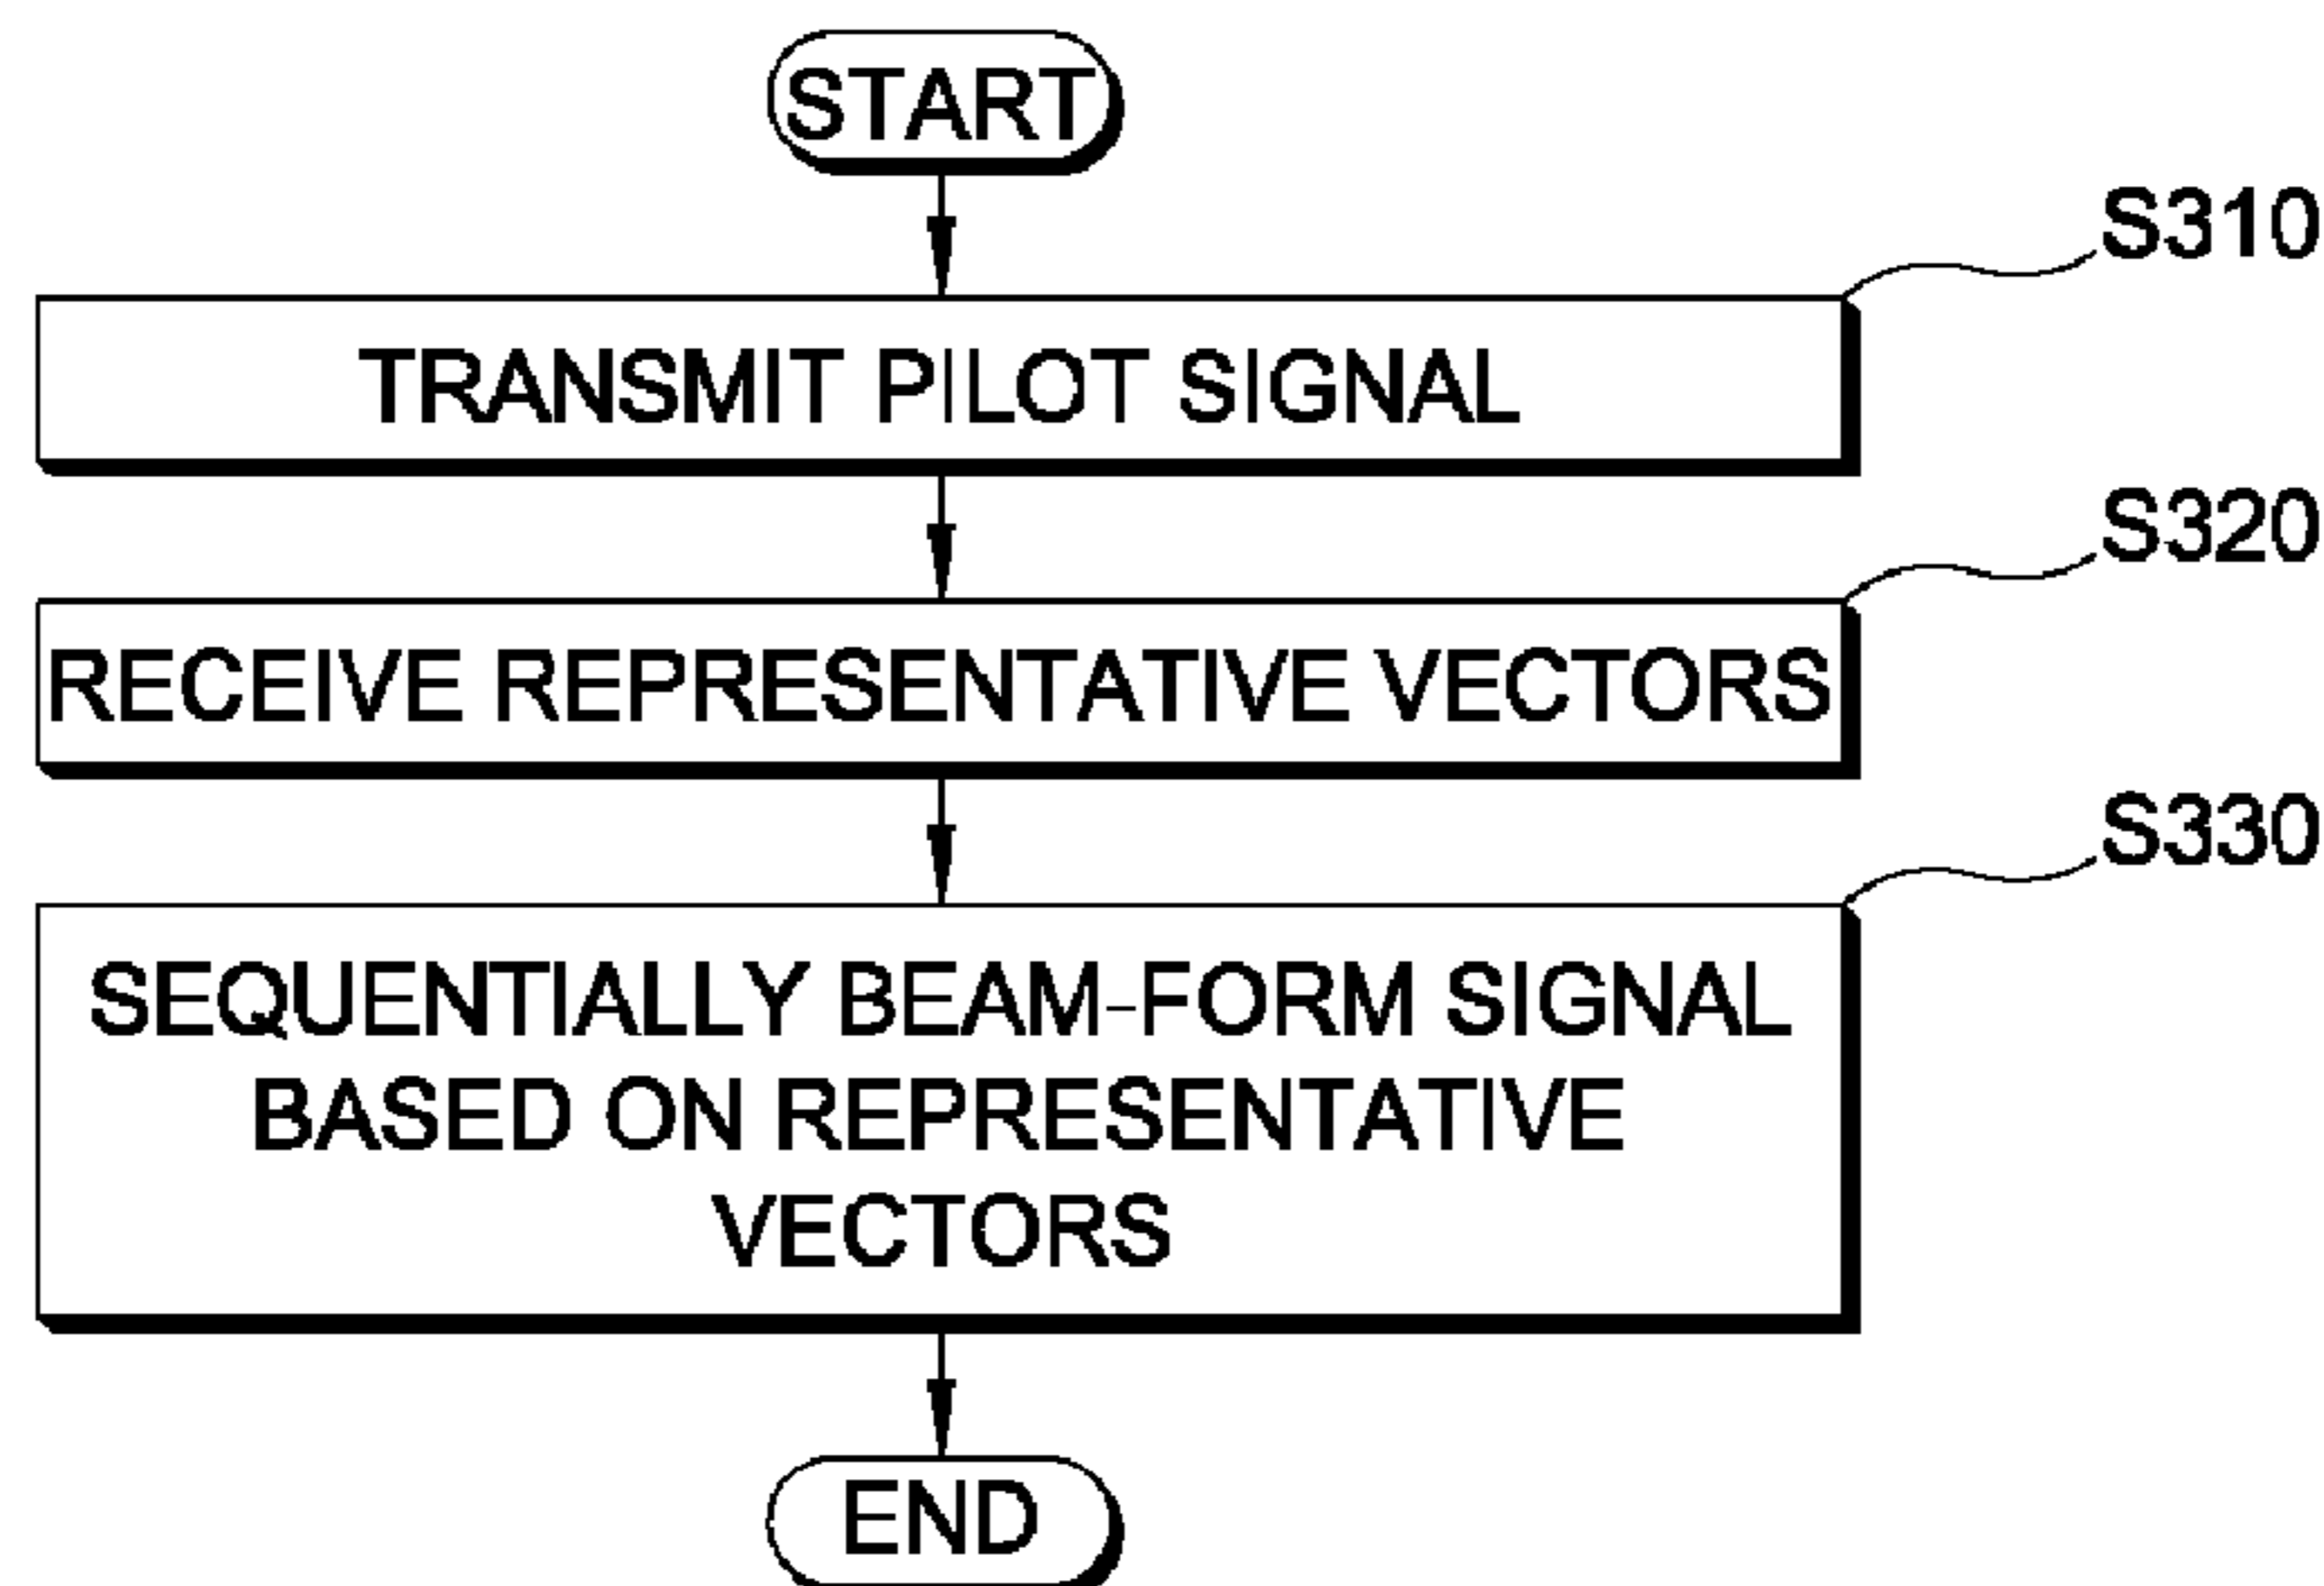 START
S310
TRANSMIT PILOT SIGNAL
S320
RECEIVE REPRESENTATIVE VECTORS
S330
SEQUENTIALLY BEAM-FORM SIGNAL
BASED ON REPRESENTATIVE
VECTORS
END